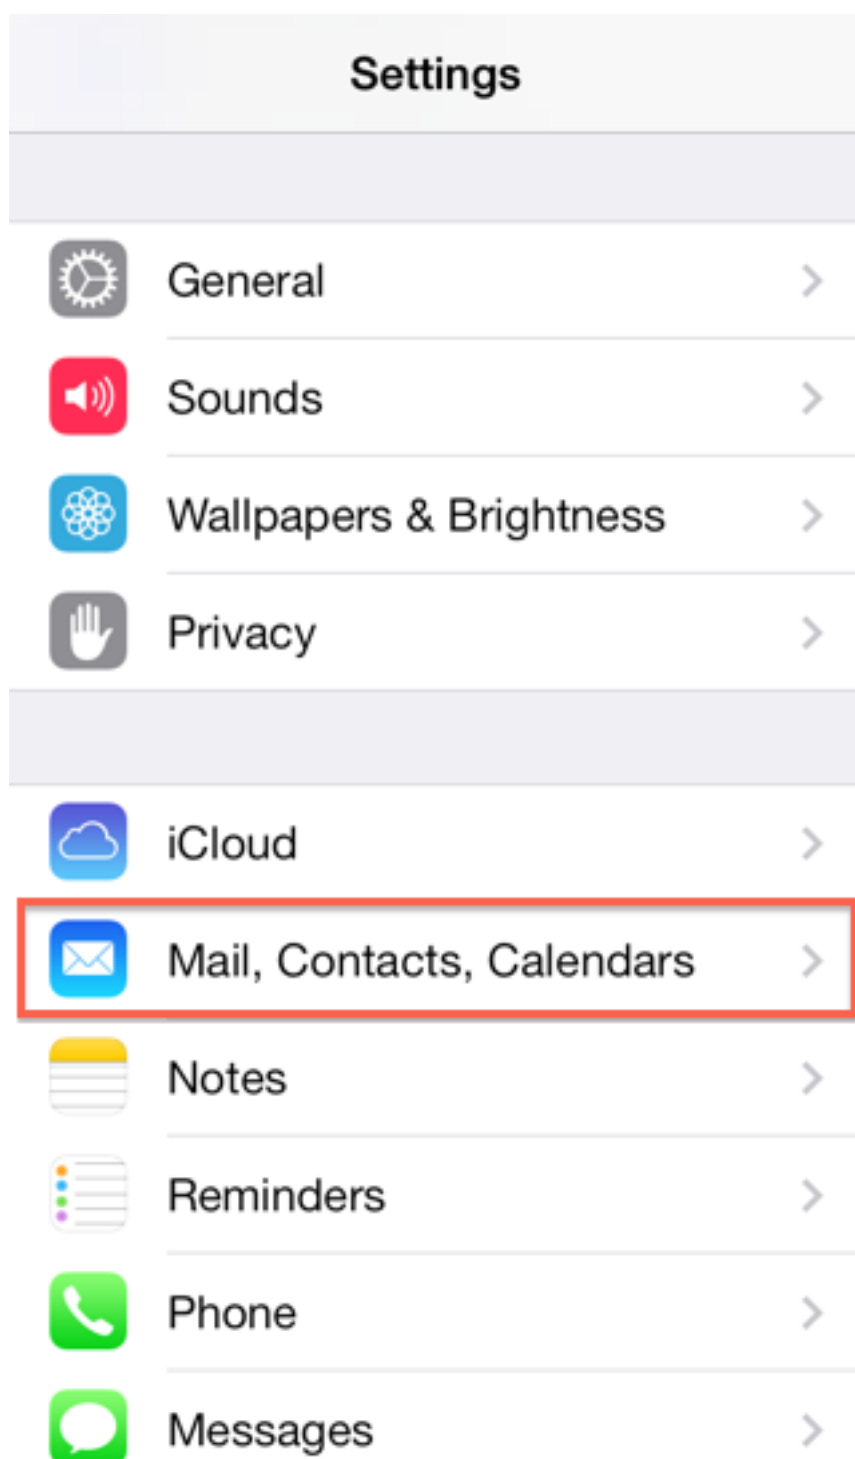 Settings
General
Sounds
Wallpapers & Brightness
Privacy
iCloud
Mail, Contacts, Calendars
Notes
Reminders
Phone
Messages